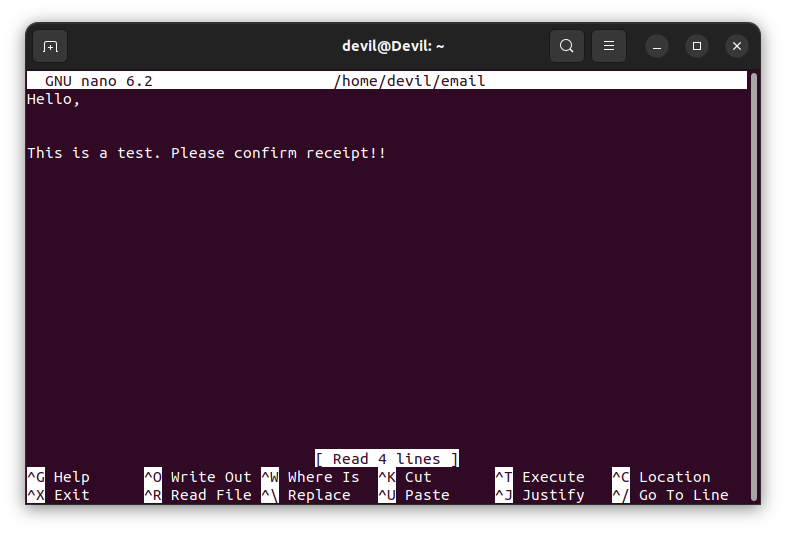 devil@Devil: ~
GNU nano 6.2 /home/devil/email
Hello,
This is a test. Please confirm receipt!!
[ Read 4 lines ]
^G Help ^O Write Out ^W Where Is ^K Cut ^T Execute ^C Location
^X Exit ^R Read File ^\ Replace ^U Paste ^J Justify ^/ Go To Line